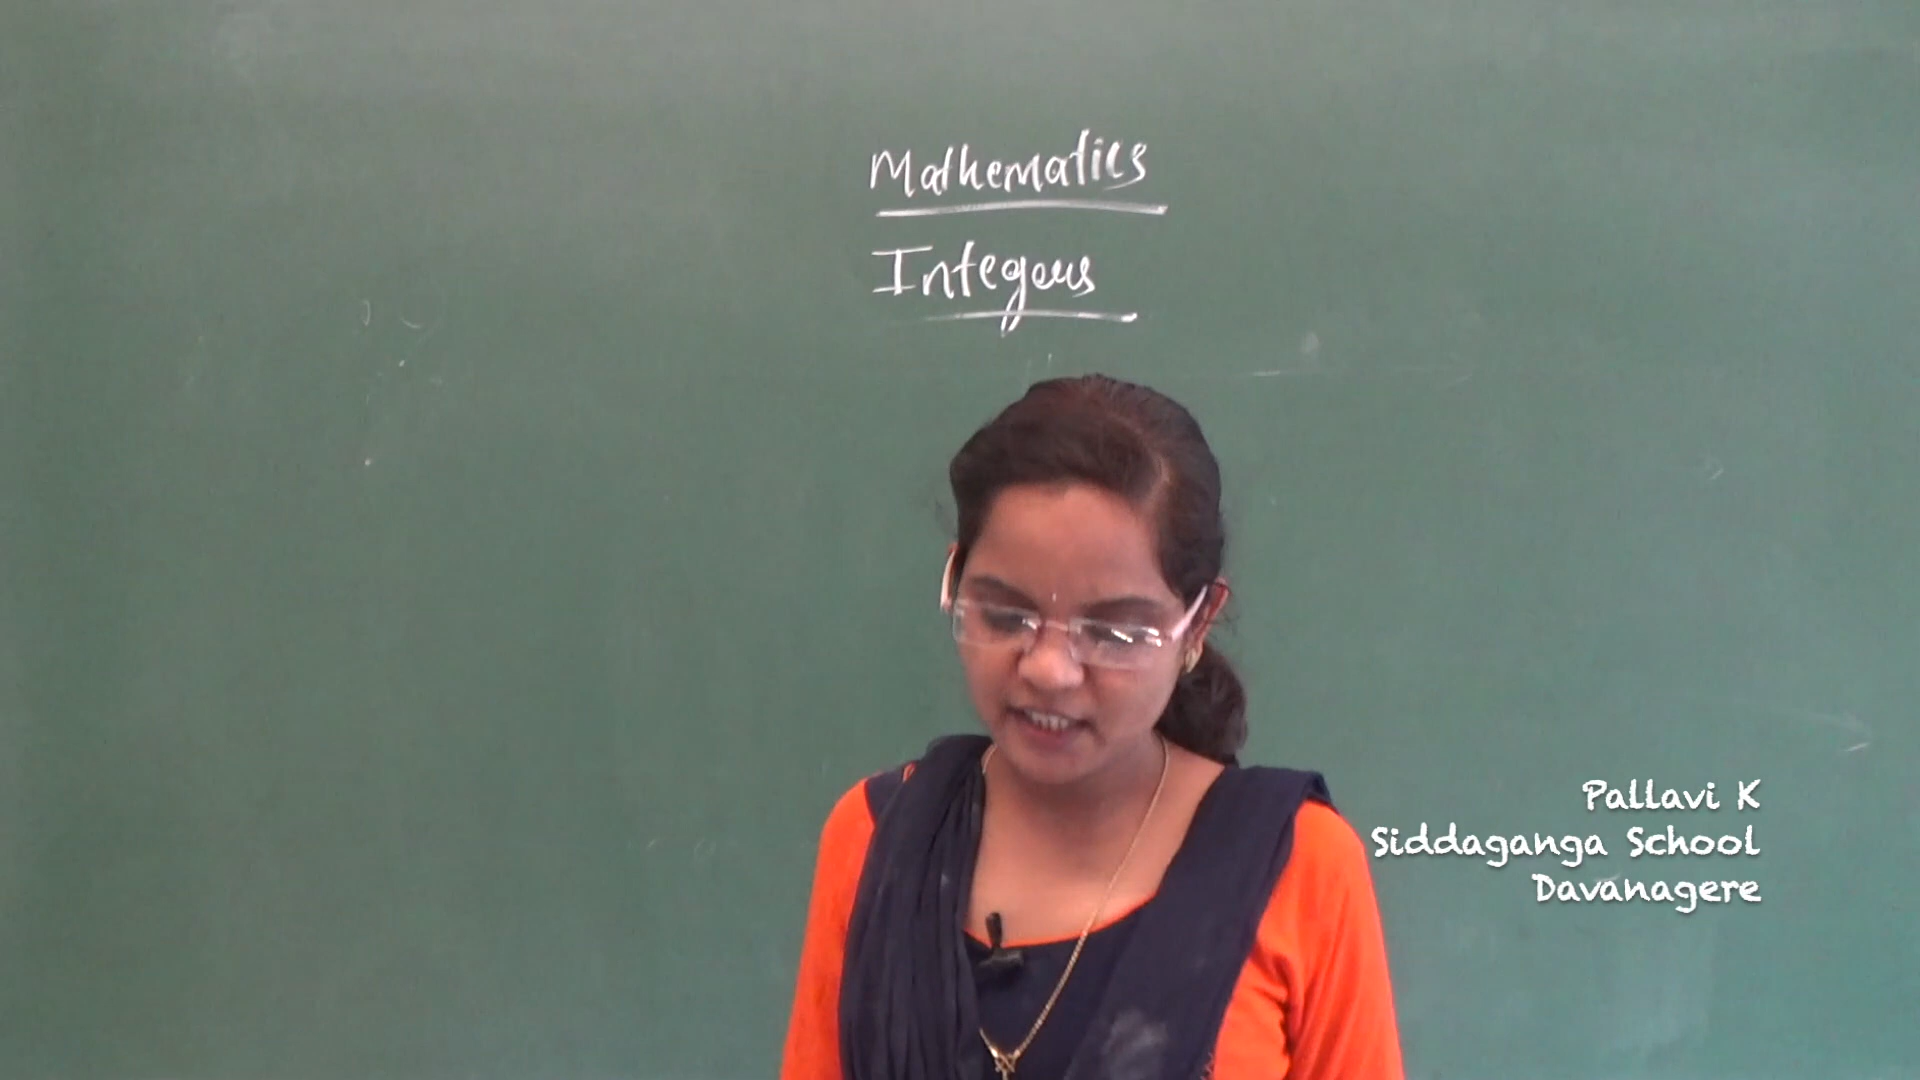 Mathematics
Integers
Pallavi K
Siddaganga School
Davanagere